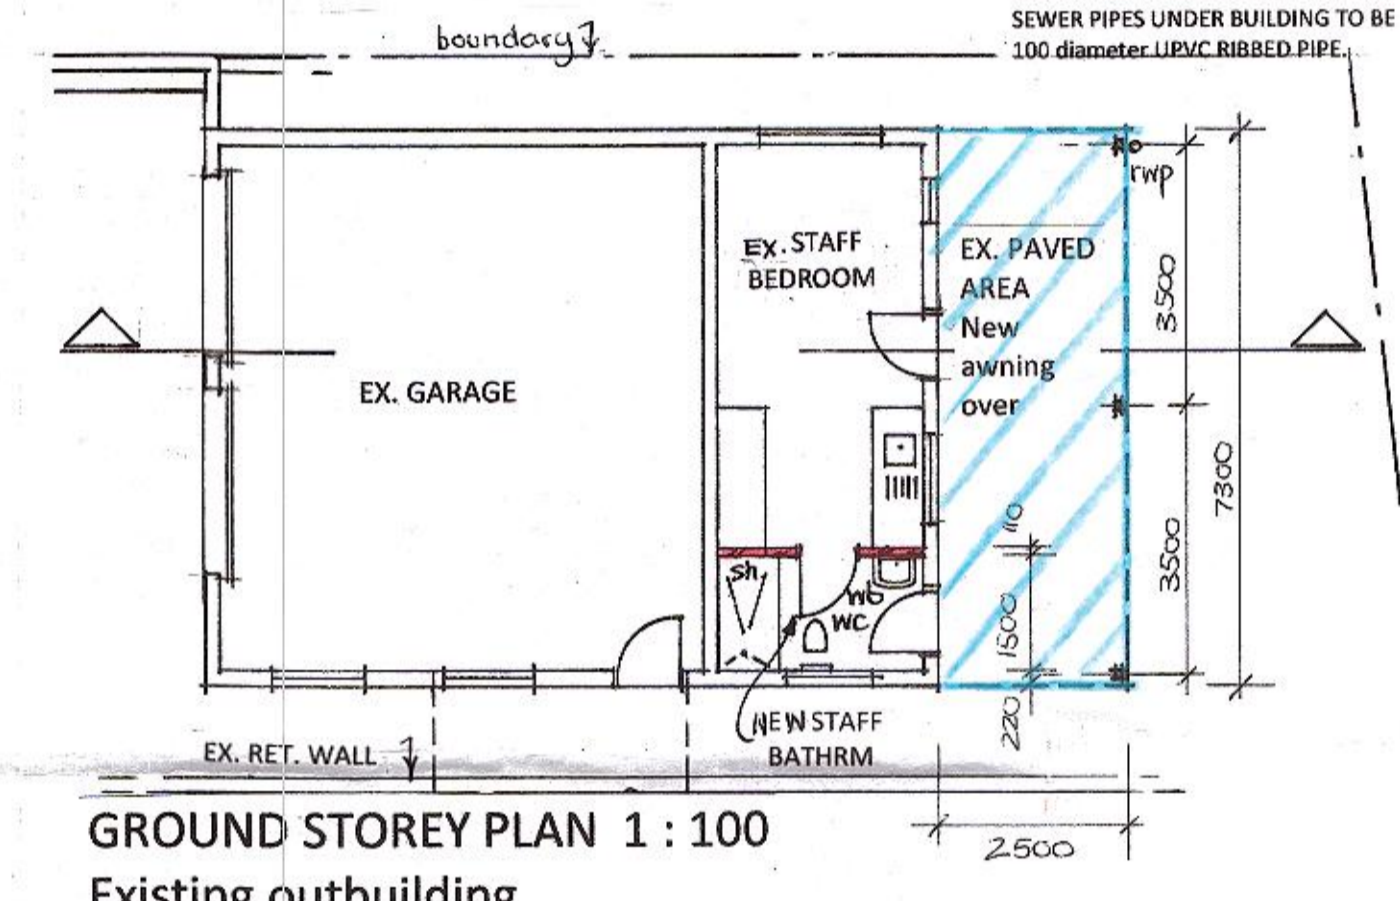 SEWER PIPES UNDER BUILDING TO BE
100 diameter UPVC RIBBED PIPE.
boundary
rwp
EX. STAFF
BEDROOM
EX. PAVED
AREA
New
awning
over
3500
EX. GARAGE
7300
110
3500
sh
wb
WC
1500
220
NEW STAFF
BATHRM
EX. RET. WALL
GROUND STOREY PLAN 1 : 100
2500
Existing outbuilding